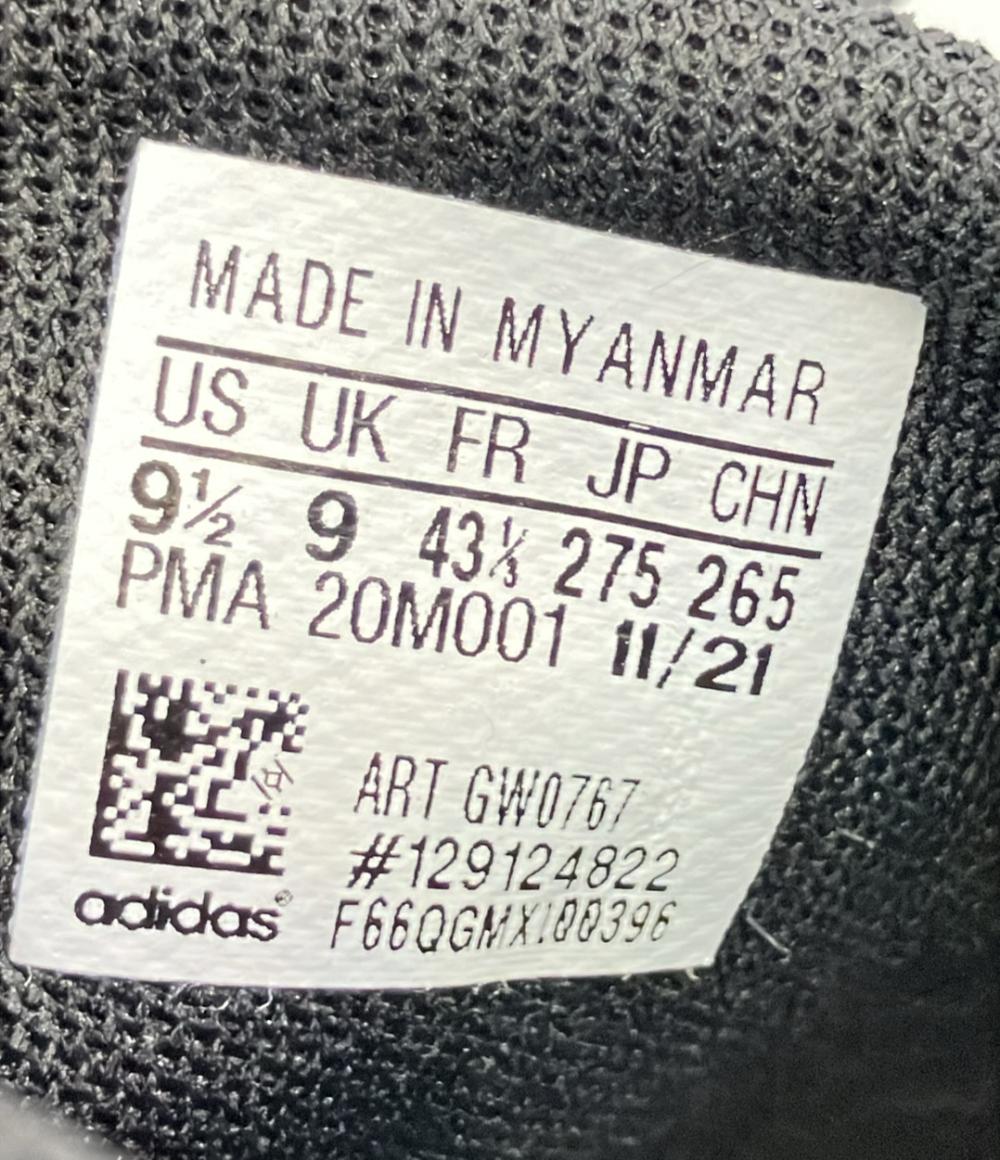 MADE IN MYANMAR
US UK FR JP CHN
9½ 9 43⅓ 275 265
PMA 20M001 11/21
ART GW0767
#129124822
adidas®